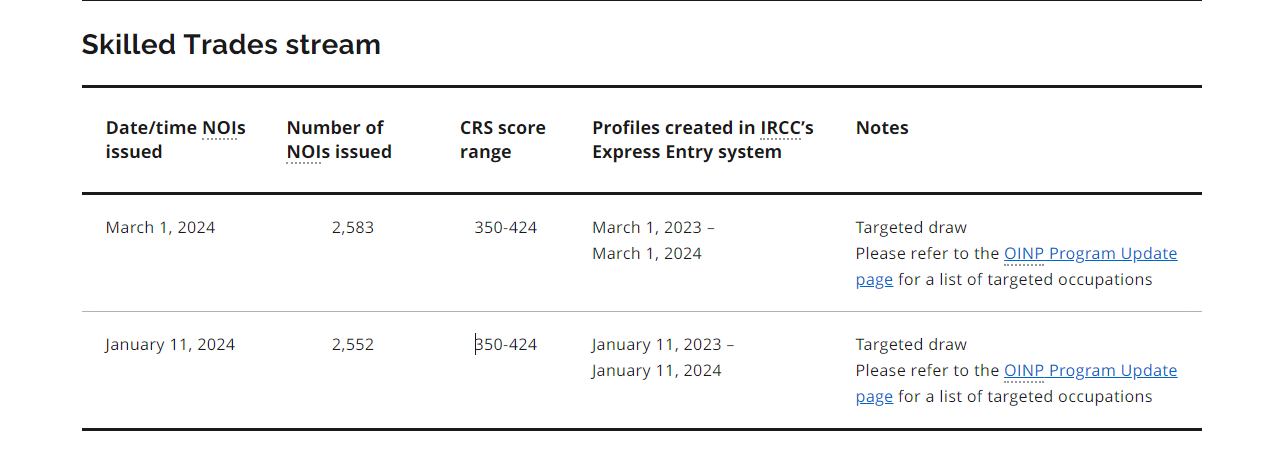 Skilled Trades stream
Date/time NOIs issued
Number of NOIs issued
CRS score range
Profiles created in IRCC’s Express Entry system
Notes
March 1, 2024
2,583
350-424
March 1, 2023 –
March 1, 2024
Targeted draw
Please refer to the OINP Program Update
page for a list of targeted occupations
January 11, 2024
2,552
350-424
January 11, 2023 –
January 11, 2024
Targeted draw
Please refer to the OINP Program Update
page for a list of targeted occupations